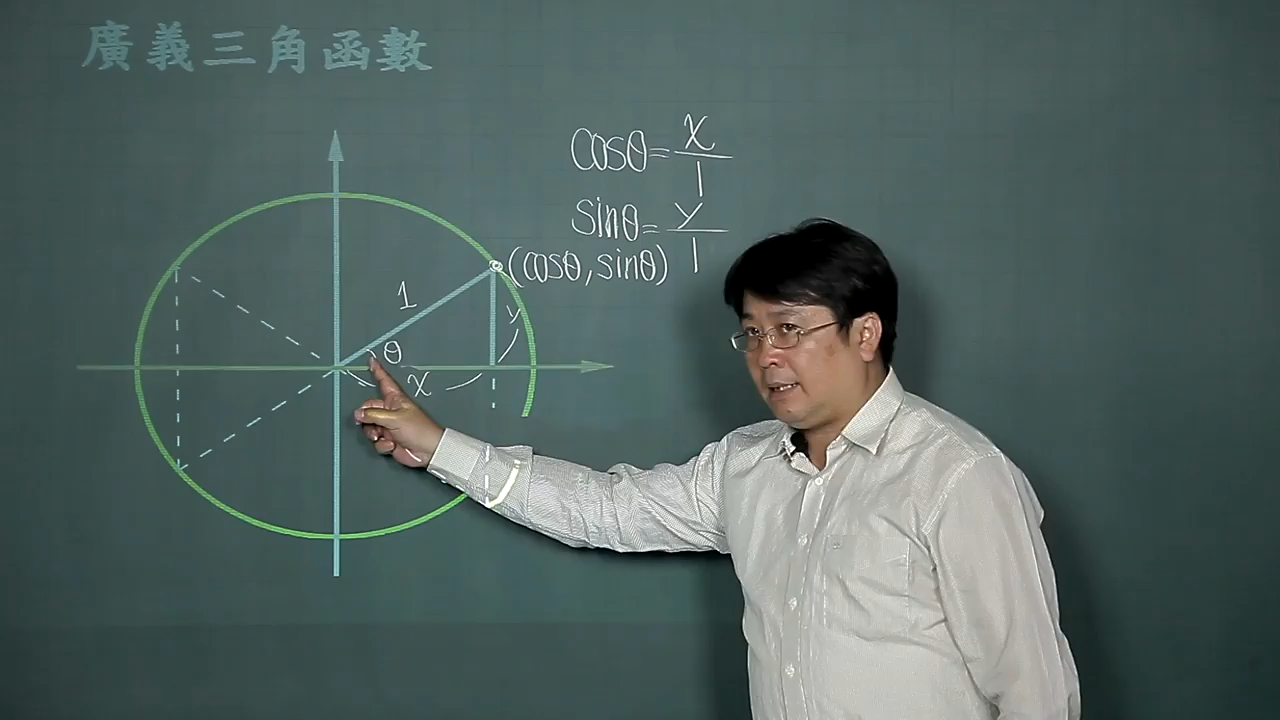 廣義三角函數
cosθ=x/1
sinθ=y/1
(cosθ,sinθ)
1
y
θ
x